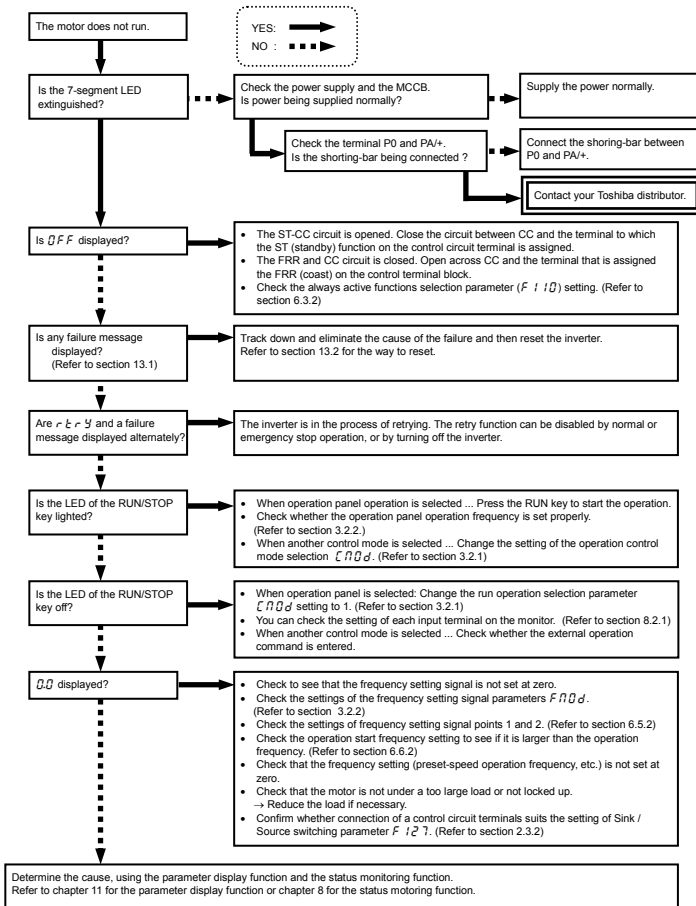 The motor does not run.
YES:
NO :
Is the 7-segment LED
extinguished?
Check the power supply and the MCCB.
Is power being supplied normally?
Supply the power normally.
Check the terminal P0 and PA/+.
Is the shorting-bar being connected ?
Connect the shoring-bar between
P0 and PA/+.
Contact your Toshiba distributor.
Is OFF displayed?
• The ST-CC circuit is opened. Close the circuit between CC and the terminal to which
the ST (standby) function on the control circuit terminal is assigned.
• The FRR and CC circuit is closed. Open across CC and the terminal that is assigned
the FRR (coast) on the control terminal block.
• Check the always active functions selection parameter (F110) setting. (Refer to
section 6.3.2)
Is any failure message
displayed?
(Refer to section 13.1)
Track down and eliminate the cause of the failure and then reset the inverter.
Refer to section 13.2 for the way to reset.
Are rtrY and a failure
message displayed alternately?
The inverter is in the process of retrying. The retry function can be disabled by normal or
emergency stop operation, or by turning off the inverter.
Is the LED of the RUN/STOP
key lighted?
• When operation panel operation is selected ... Press the RUN key to start the operation.
• Check whether the operation panel operation frequency is set properly.
(Refer to section 3.2.2.)
• When another control mode is selected ... Change the setting of the operation control
mode selection CMOd. (Refer to section 3.2.1)
Is the LED of the RUN/STOP
key off?
• When operation panel is selected: Change the run operation selection parameter
CMOd setting to 1. (Refer to section 3.2.1)
• You can check the setting of each input terminal on the monitor. (Refer to section 8.2.1)
• When another control mode is selected ... Check whether the external operation
command is entered.
0.0 displayed?
• Check to see that the frequency setting signal is not set at zero.
• Check the settings of the frequency setting signal parameters FMOd.
(Refer to section 3.2.2)
• Check the settings of frequency setting signal points 1 and 2. (Refer to section 6.5.2)
• Check the operation start frequency setting to see if it is larger than the operation
frequency. (Refer to section 6.6.2)
• Check that the frequency setting (preset-speed operation frequency, etc.) is not set at
zero.
• Check that the motor is not under a too large load or not locked up.
→ Reduce the load if necessary.
• Confirm whether connection of a control circuit terminals suits the setting of Sink /
Source switching parameter F127. (Refer to 2.3.2)
Determine the cause, using the parameter display function and the status monitoring function.
Refer to chapter 11 for the parameter display function or chapter 8 for the status motoring function.